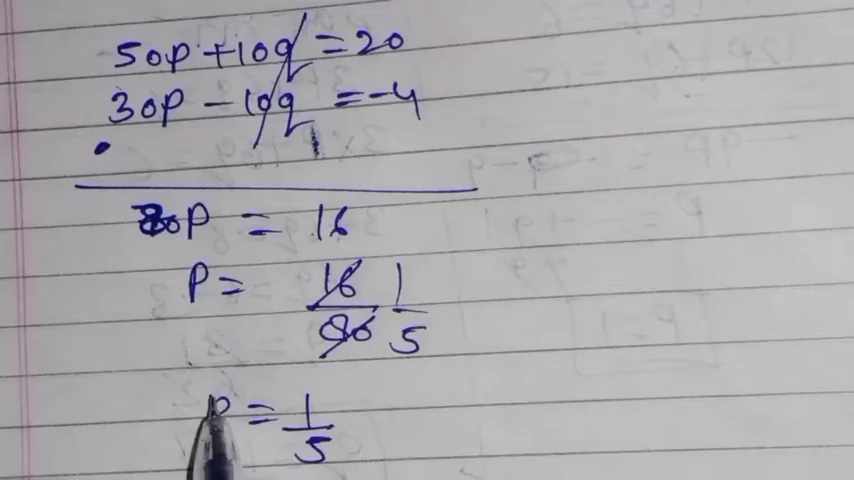 50p + 10q = 20
30p - 10q = -4
80p = 16
P = 16/80 1/5
p = 1/5